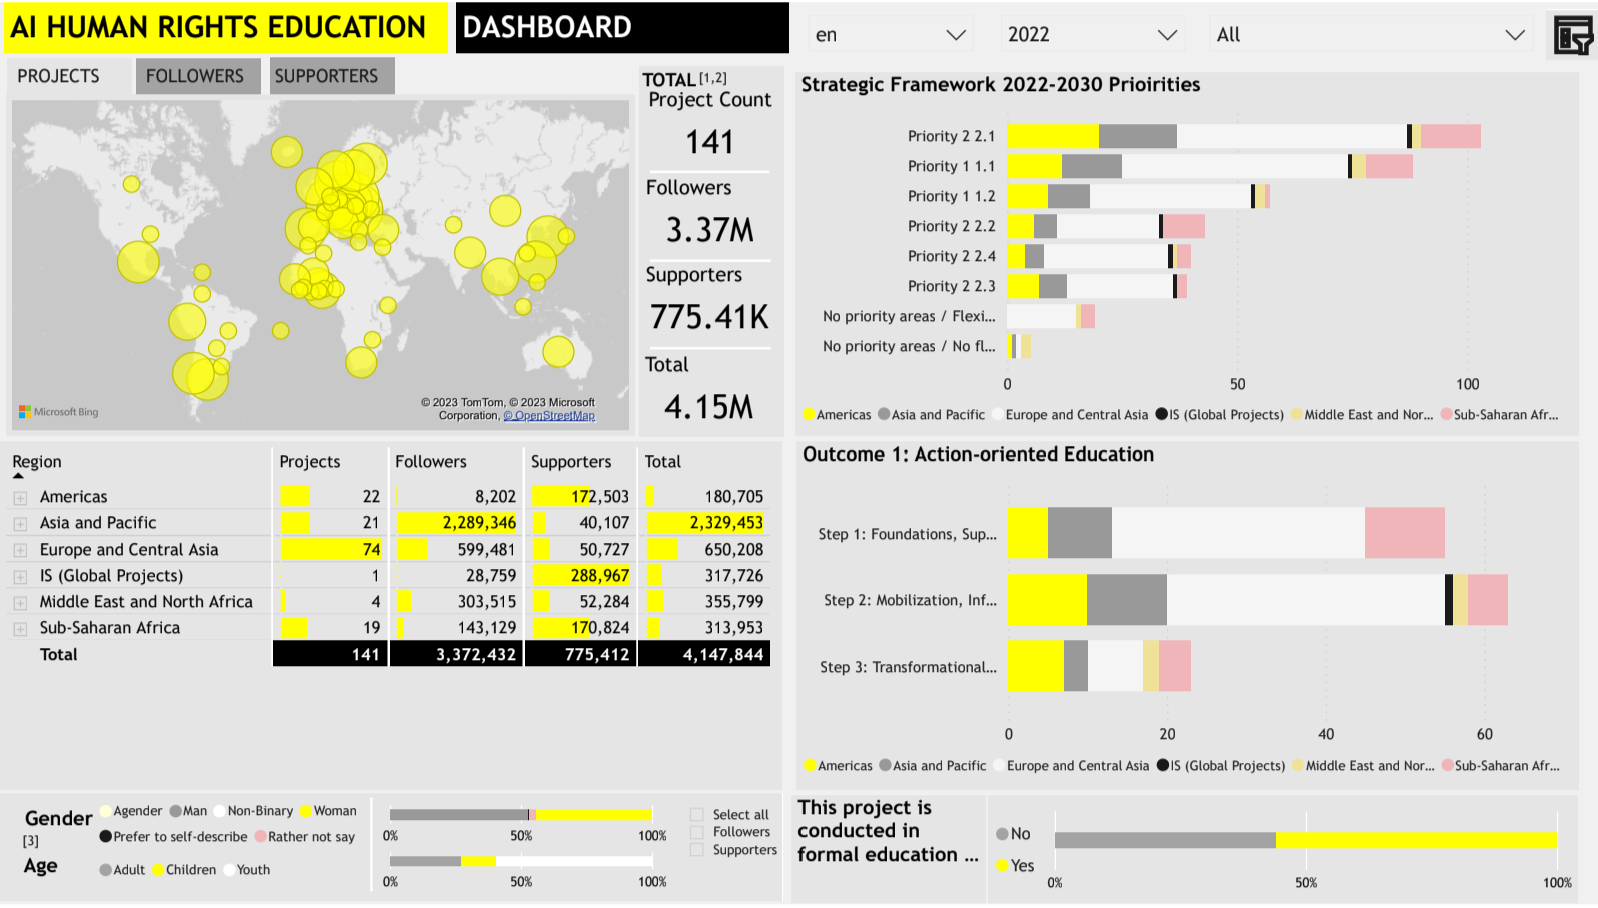 AI HUMAN RIGHTS EDUCATION
DASHBOARD
en
2022
All
PROJECTS
FOLLOWERS
SUPPORTERS
Microsoft Bing
© 2023 TomTom, © 2023 Microsoft
Corporation, © OpenStreetMap
TOTAL [1,2]
Project Count
141
Followers
3.37M
Supporters
775.41K
Total
4.15M
Strategic Framework 2022-2030 Prioirities
Priority 2 2.1
Priority 1 1.1
Priority 1 1.2
Priority 2 2.2
Priority 2 2.4
Priority 2 2.3
No priority areas / Flexi...
No priority areas / No fl...
0 50 100
Americas Asia and Pacific Europe and Central Asia IS (Global Projects) Middle East and Nor... Sub-Saharan Afr...
Region Projects Followers Supporters Total
Americas 22 8,202 172,503 180,705
Asia and Pacific 21 2,289,346 40,107 2,329,453
Europe and Central Asia 74 599,481 50,727 650,208
IS (Global Projects) 1 28,759 288,967 317,726
Middle East and North Africa 4 303,515 52,284 355,799
Sub-Saharan Africa 19 143,129 170,824 313,953
Total 141 3,372,432 775,412 4,147,844
Outcome 1: Action-oriented Education
Step 1: Foundations, Sup...
Step 2: Mobilization, Inf...
Step 3: Transformational...
0 20 40 60
Americas Asia and Pacific Europe and Central Asia IS (Global Projects) Middle East and Nor... Sub-Saharan Afr...
Gender
[3]
Agender Man Non-Binary Woman
Prefer to self-describe Rather not say
0% 50% 100%
Age
Adult Children Youth
0% 50% 100%
Select all
Followers
Supporters
This project is
conducted in
formal education ...
No
Yes
0% 50% 100%